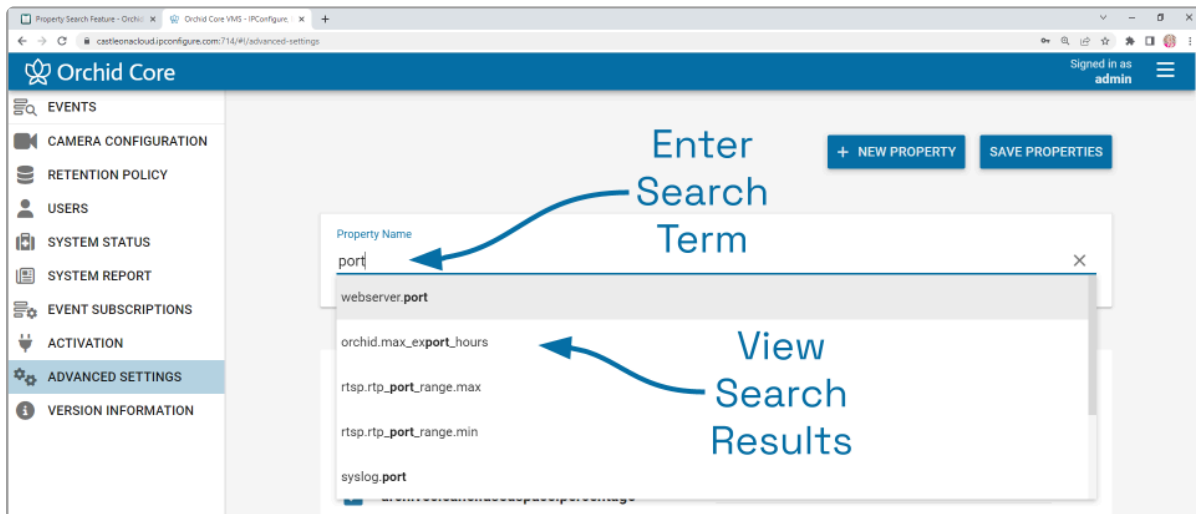 Property Search Feature - Orchid
Orchid Core VMS - IPConfigure,
castleonacloud.ipconfigure.com:714/#!/advanced-settings
Orchid Core
Signed in as
admin
EVENTS
CAMERA CONFIGURATION
RETENTION POLICY
USERS
SYSTEM STATUS
SYSTEM REPORT
EVENT SUBSCRIPTIONS
ACTIVATION
ADVANCED SETTINGS
VERSION INFORMATION
+ NEW PROPERTY
SAVE PROPERTIES
Enter
Search
Term
Property Name
port
webserver.port
orchid.max_export_hours
rtsp.rtp_port_range.max
rtsp.rtp_port_range.min
syslog.port
View
Search
Results